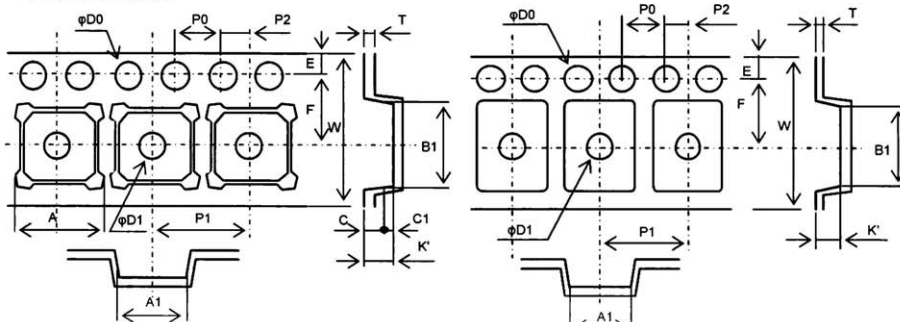 φD0 P0 P2 T
E
F
W
B1
A φD1 P1 C C1
K'
A1
φD0 P0 P2 T
E
F
W
B1
φD1 P1 K'
A1